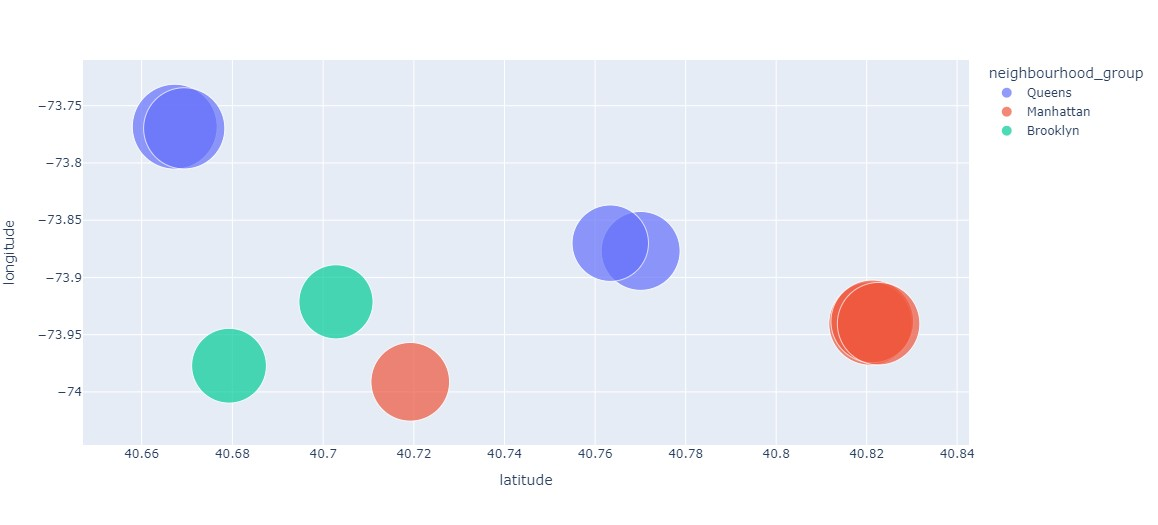 neighbourhood_group
Queens
Manhattan
Brooklyn
−73.75
−73.8
−73.85
−73.9
−73.95
−74
longitude
40.66 40.68 40.7 40.72 40.74 40.76 40.78 40.8 40.82 40.84
latitude